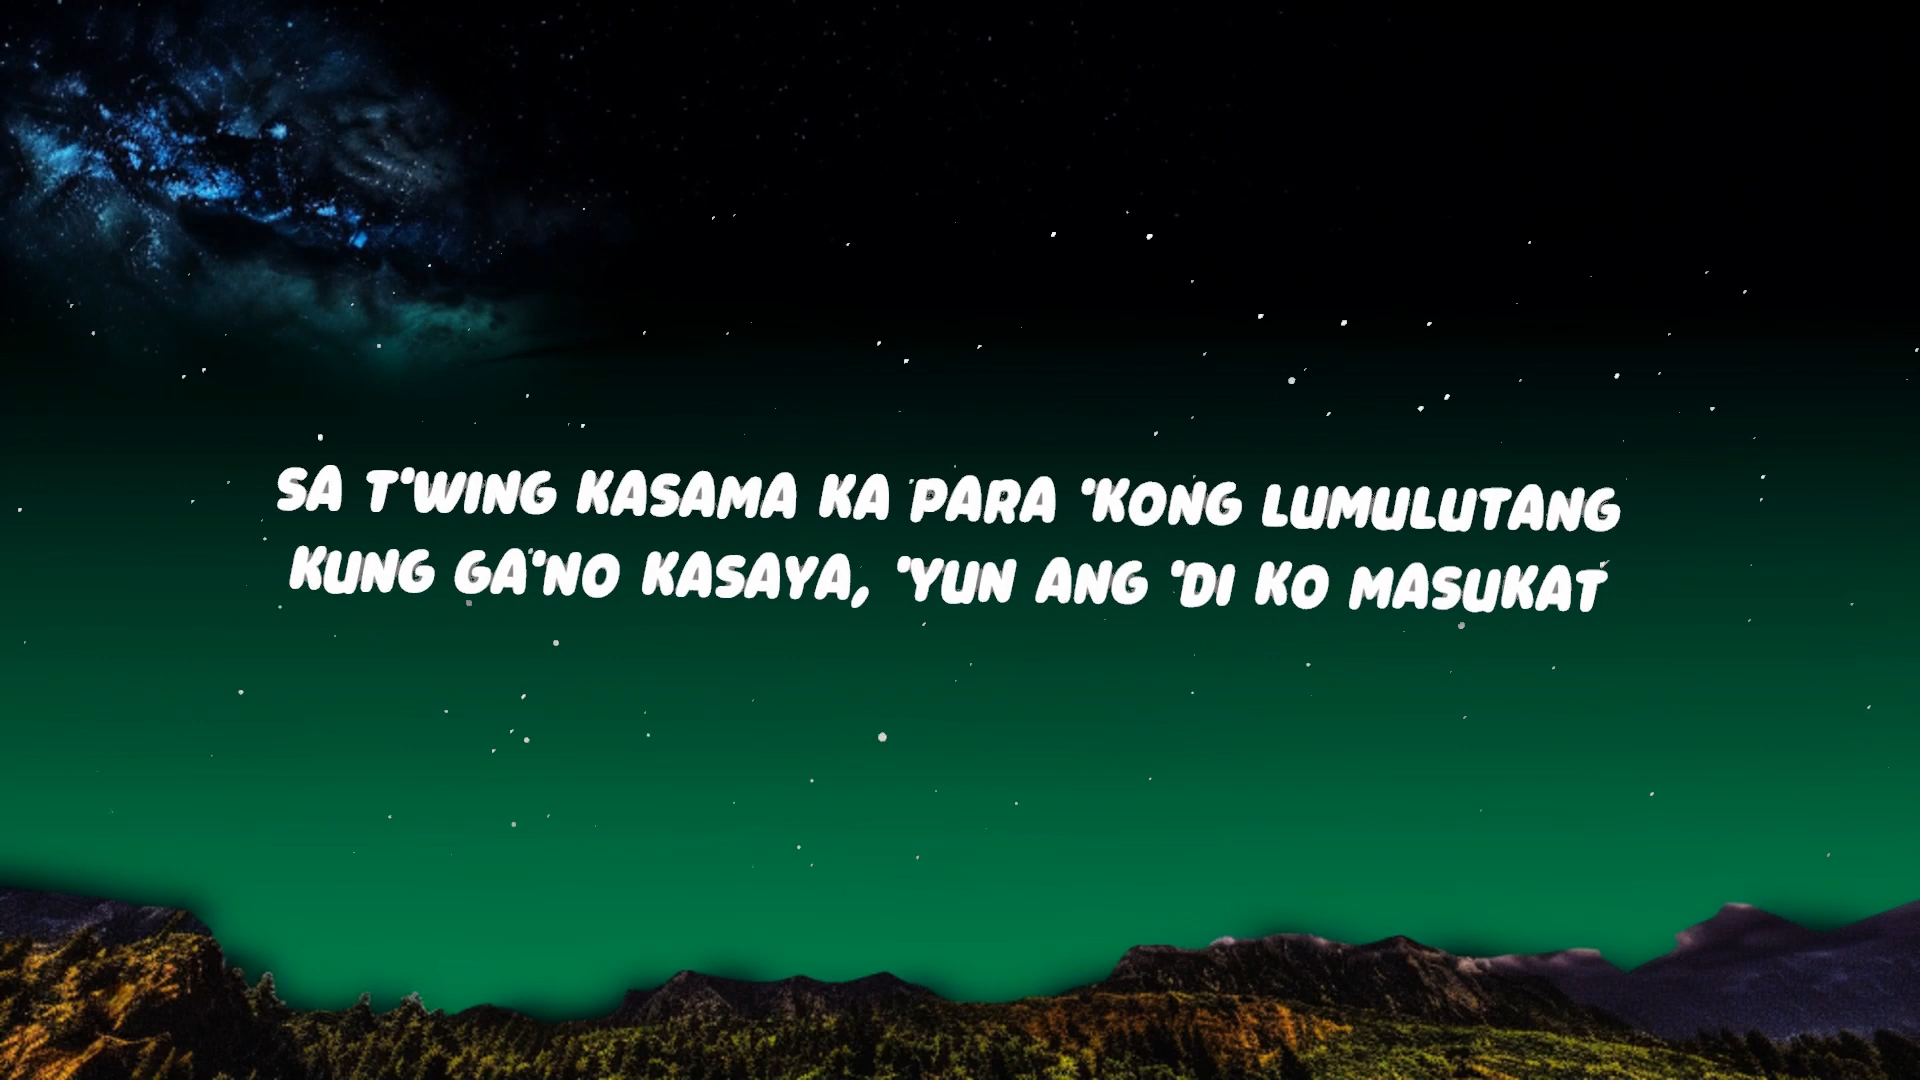 SA T'WING KASAMA KA PARA 'KONG LUMULUTANG
KUNG GA'NO KASAYA, 'YUN ANG 'DI KO MASUKAT